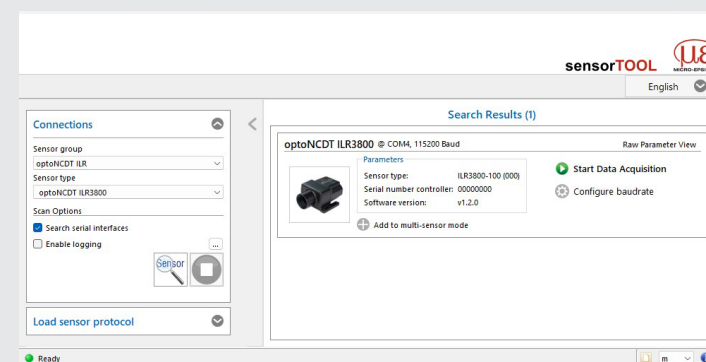 sensorTOOL
MICRO-EPSI
English
Connections
Sensor group
optoNCDT ILR
Sensor type
optoNCDT ILR3800
Scan Options
Search serial interfaces
Enable logging
...
Sensor
Load sensor protocol
Search Results (1)
optoNCDT ILR3800 @ COM4, 115200 Baud
Raw Parameter View
Parameters
Sensor type: ILR3800-100 (000)
Serial number controller: 00000000
Software version: v1.2.0
Add to multi-sensor mode
Start Data Acquisition
Configure baudrate
Ready
m